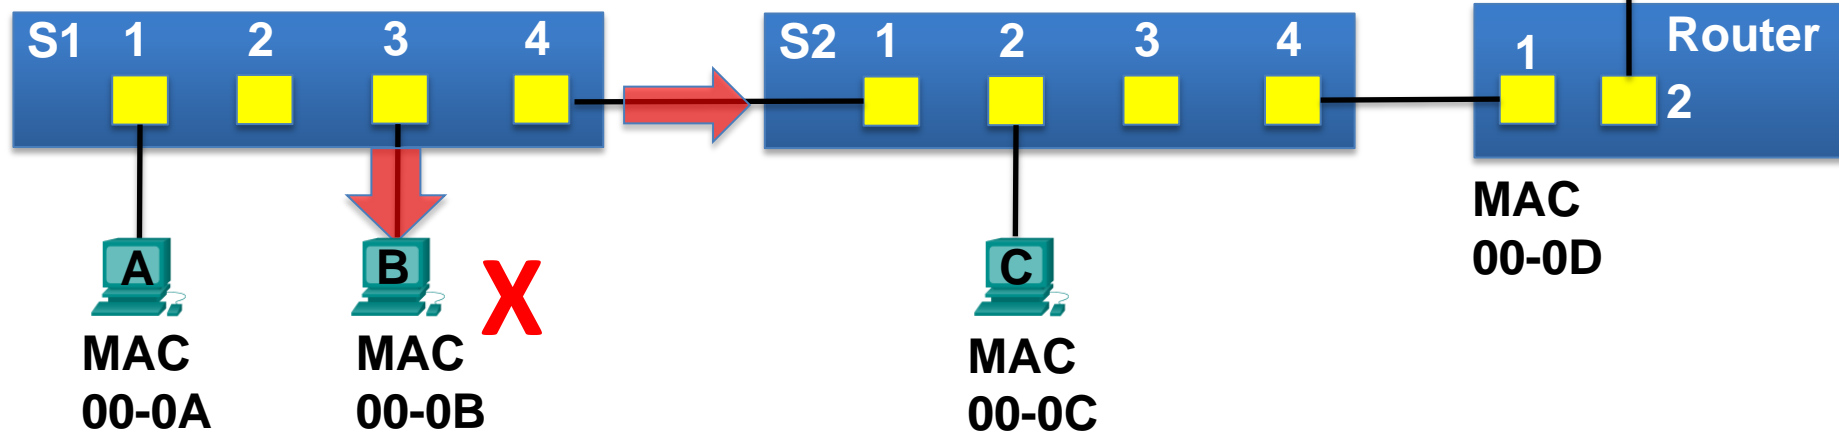 S1 1 2 3 4
S2 1 2 3 4
1 Router
2
A
MAC
00-0A
B X
MAC
00-0B
C
MAC
00-0C
MAC
00-0D